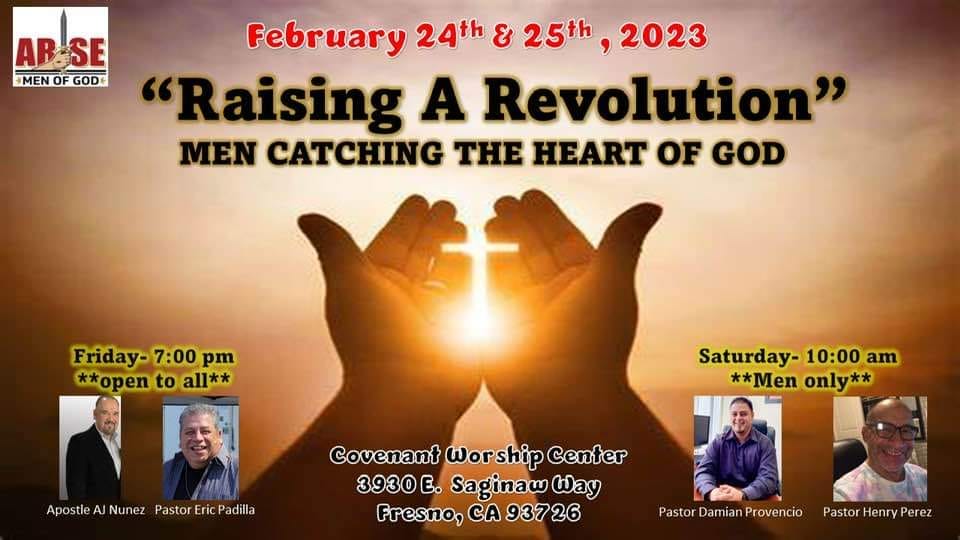 ARISE
MEN OF GOD
February 24th & 25th , 2023
“Raising A Revolution”
MEN CATCHING THE HEART OF GOD
Friday- 7:00 pm
**open to all**
Apostle AJ Nunez
Pastor Eric Padilla
Covenant Worship Center
3930 E. Saginaw Way
Fresno, CA 93726
Saturday- 10:00 am
**Men only**
Pastor Damian Provencio
Pastor Henry Perez